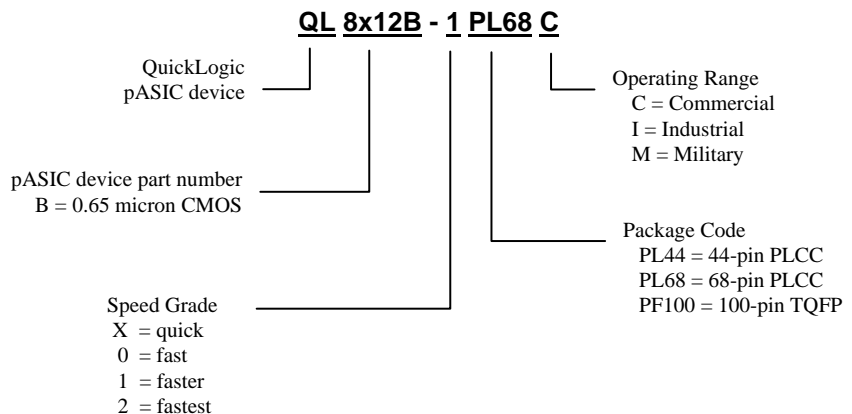 QL 8x12B - 1 PL68 C
QuickLogic
pASIC device
pASIC device part number
B = 0.65 micron CMOS
Speed Grade
X = quick
0 = fast
1 = faster
2 = fastest
Operating Range
C = Commercial
I = Industrial
M = Military
Package Code
PL44 = 44-pin PLCC
PL68 = 68-pin PLCC
PF100 = 100-pin TQFP